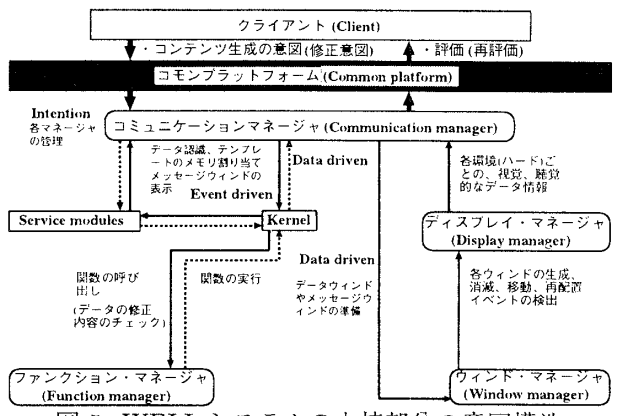 クライアント (Client)
・コンテンツ生成の意図(修正意図)
・評価(再評価)
コモンプラットフォーム(Common platform)
Intention
各マネージャ
の管理
コミュニケーションマネージャ(Communication manager)
データ認識、テンプレ
ートのメモリ割り当て
メッセージウィンドの
表示
Data driven
Event driven
各環境(ハード)ご
との、視覚、聴覚
的なデータ情報
Service modules
Kernel
ディスプレイ・マネージャ
(Display manager)
関数の呼び
出し
(データの修正
内容のチェック)
関数の実行
Data driven
データウィンド
やメッセージウ
ィンドの準備
各ウィンドの生成、
消滅、移動、再配置
イベントの検出
ファンクション・マネージャ
(Function manager)
ウィンド・マネージャ
(Window manager)